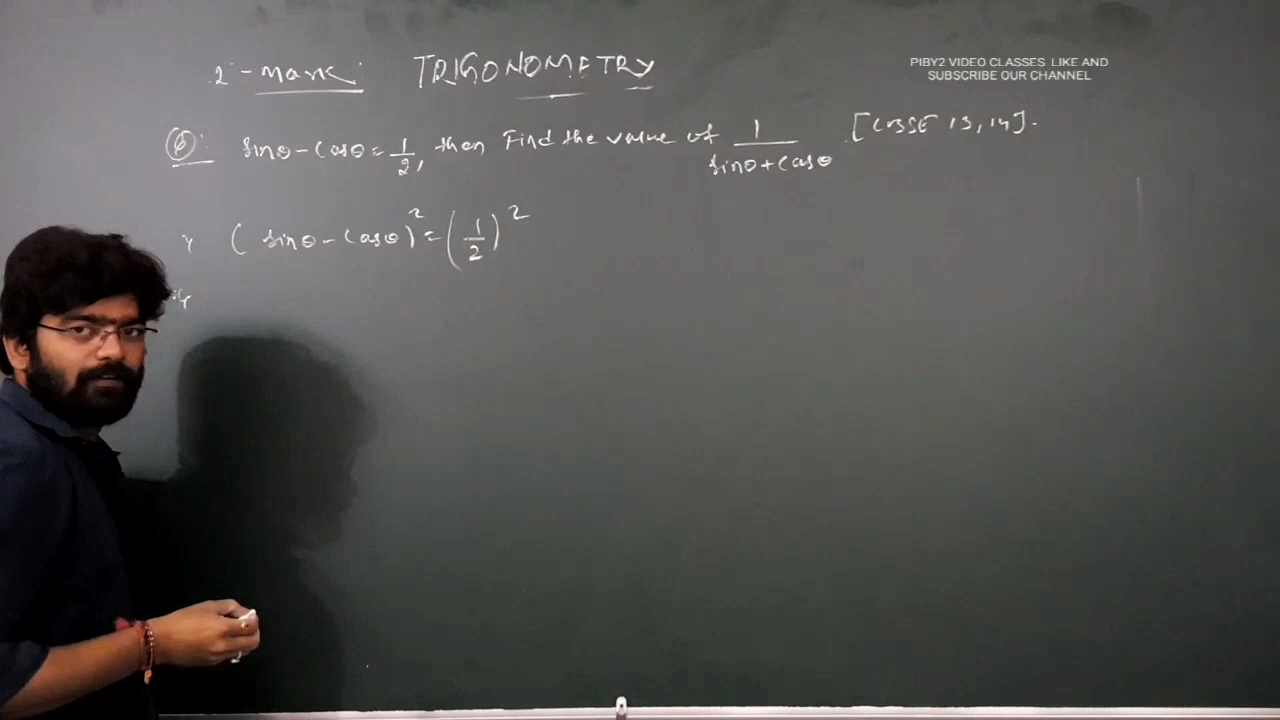 2 - mark TRIGONOMETRY
PIBY2 VIDEO CLASSES LIKE AND
SUBSCRIBE OUR CHANNEL
6: sinθ - cosθ = 1/2, then Find the value of 1/(sinθ + cosθ) [CBSE 13, 14].
(sinθ - cosθ)² = (1/2)²